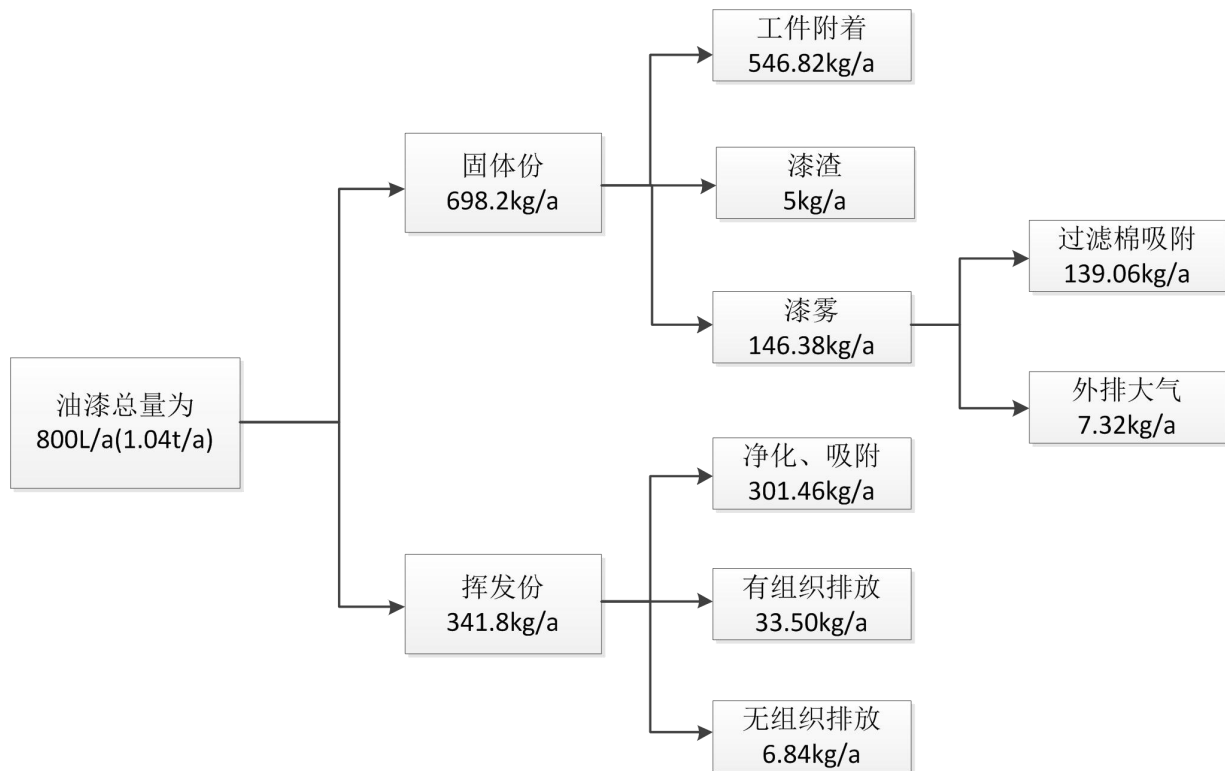 工件附着
546.82kg/a
固体份
698.2kg/a
漆渣
5kg/a
过滤棉吸附
139.06kg/a
漆雾
146.38kg/a
外排大气
7.32kg/a
油漆总量为
800L/a(1.04t/a)
净化、吸附
301.46kg/a
挥发份
341.8kg/a
有组织排放
33.50kg/a
无组织排放
6.84kg/a